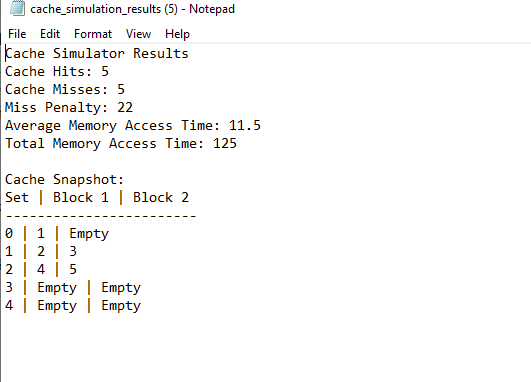 cache_simulation_results (5) - Notepad
File Edit Format View Help
Cache Simulator Results
Cache Hits: 5
Cache Misses: 5
Miss Penalty: 22
Average Memory Access Time: 11.5
Total Memory Access Time: 125

Cache Snapshot:
Set | Block 1 | Block 2
------------------------
0 | 1 | Empty
1 | 2 | 3
2 | 4 | 5
3 | Empty | Empty
4 | Empty | Empty